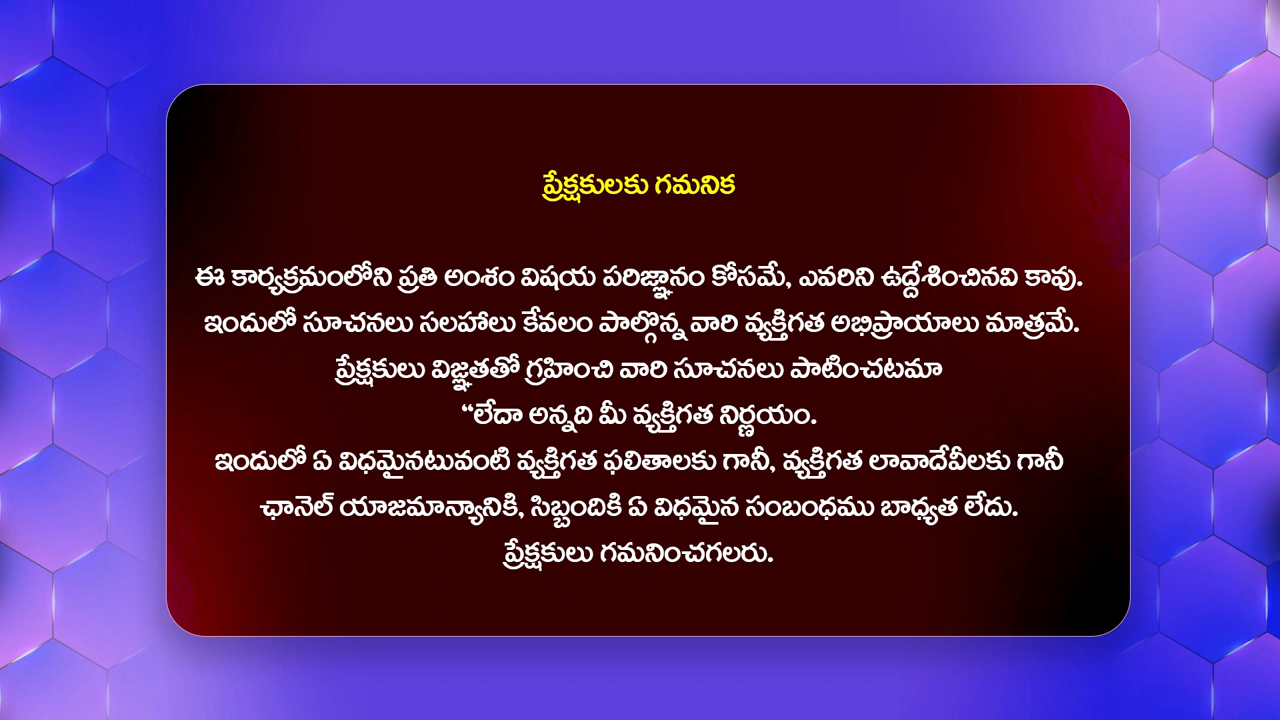 ప్రేక్షకులకు గమనిక
ఈ కార్యక్రమంలోని ప్రతి అంశం విషయ పరిజ్ఞానం కోసమే, ఎవరిని ఉద్దేశించినవి కావు.
ఇందులో సూచనలు సలహాలు కేవలం పాల్గొన్న వారి వ్యక్తిగత అభిప్రాయాలు మాత్రమే.
ప్రేక్షకులు విజ్ఞతతో గ్రహించి వారి సూచనలు పాటించటమా
“లేదా అన్నది మీ వ్యక్తిగత నిర్ణయం.
ఇందులో ఏ విధమైనటువంటి వ్యక్తిగత ఫలితాలకు గానీ, వ్యక్తిగత లావాదేవీలకు గానీ
ఛానెల్ యాజమాన్యానికి, సిబ్బందికి ఏ విధమైన సంబంధము బాధ్యత లేదు.
ప్రేక్షకులు గమనించగలరు.